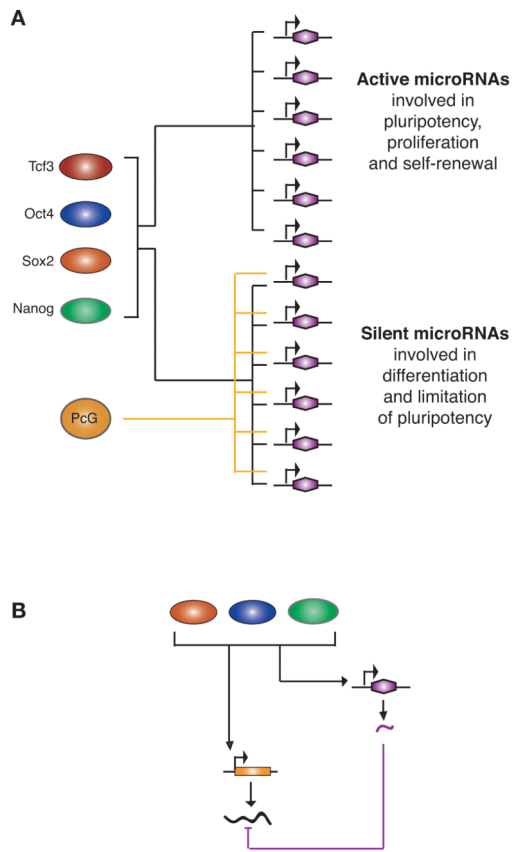 A
Active microRNAs
involved in
pluripotency,
proliferation
and self-renewal
Tcf3
Oct4
Sox2
Nanog
Silent microRNAs
involved in
differentiation
and limitation
of pluripotency
PcG
B